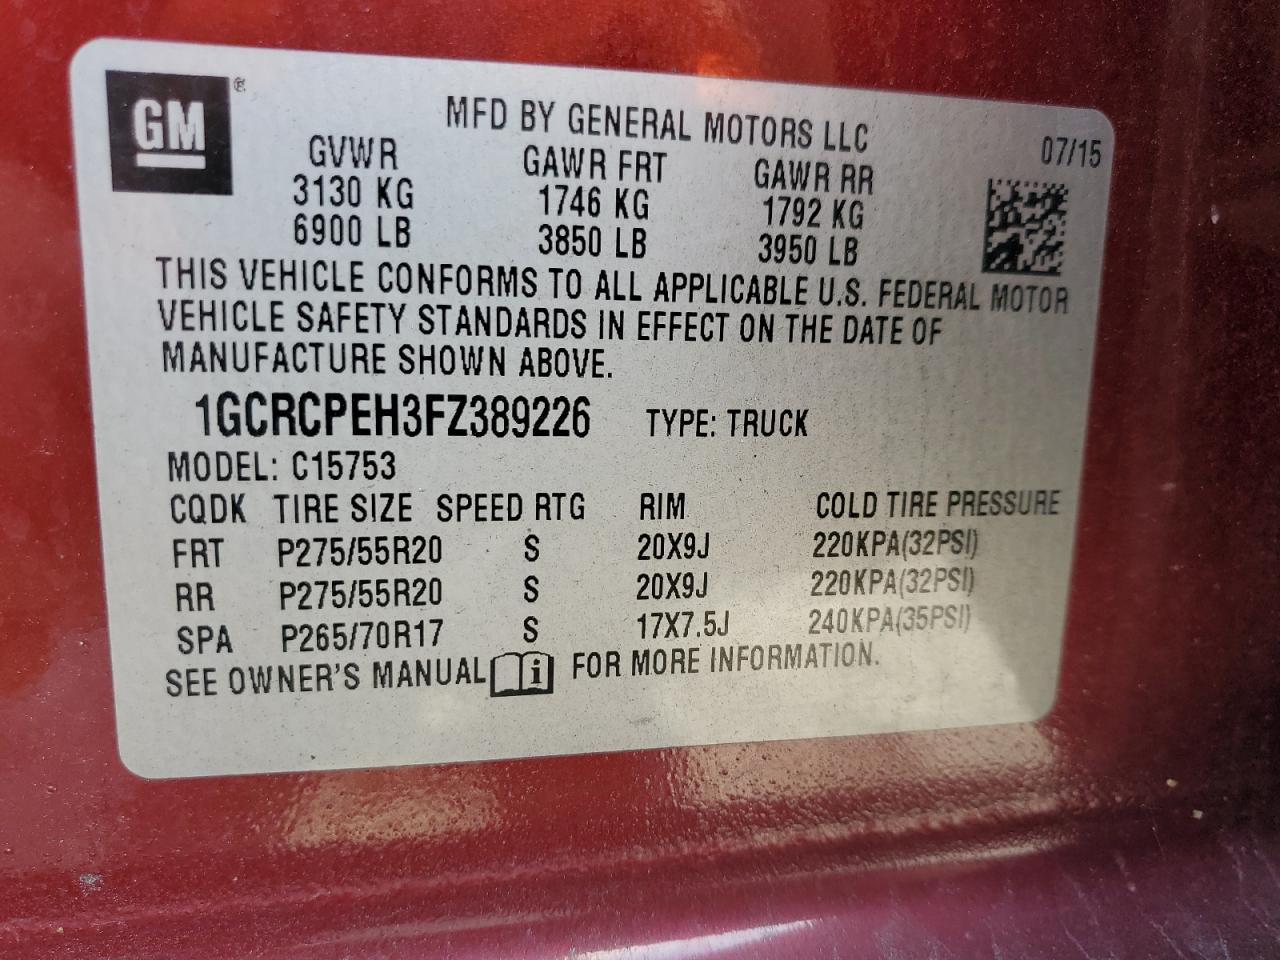 GM®
MFD BY GENERAL MOTORS LLC
07/15
GVWR GAWR FRT GAWR RR
3130 KG 1746 KG 1792 KG
6900 LB 3850 LB 3950 LB
THIS VEHICLE CONFORMS TO ALL APPLICABLE U.S. FEDERAL MOTOR
VEHICLE SAFETY STANDARDS IN EFFECT ON THE DATE OF
MANUFACTURE SHOWN ABOVE.
1GCRCPEH3FZ389226 TYPE: TRUCK
MODEL: C15753
CQDK TIRE SIZE SPEED RTG RIM COLD TIRE PRESSURE
FRT P275/55R20 S 20X9J 220KPA(32PSI)
RR P275/55R20 S 20X9J 220KPA(32PSI)
SPA P265/70R17 S 17X7.5J 240KPA(35PSI)
SEE OWNER'S MANUAL i FOR MORE INFORMATION.